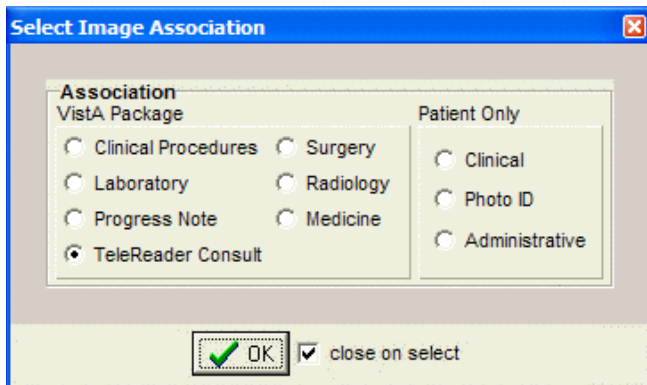 Select Image Association
Association
VistA Package
Patient Only
Clinical Procedures
Surgery
Laboratory
Radiology
Progress Note
Medicine
TeleReader Consult
Clinical
Photo ID
Administrative
OK
close on select